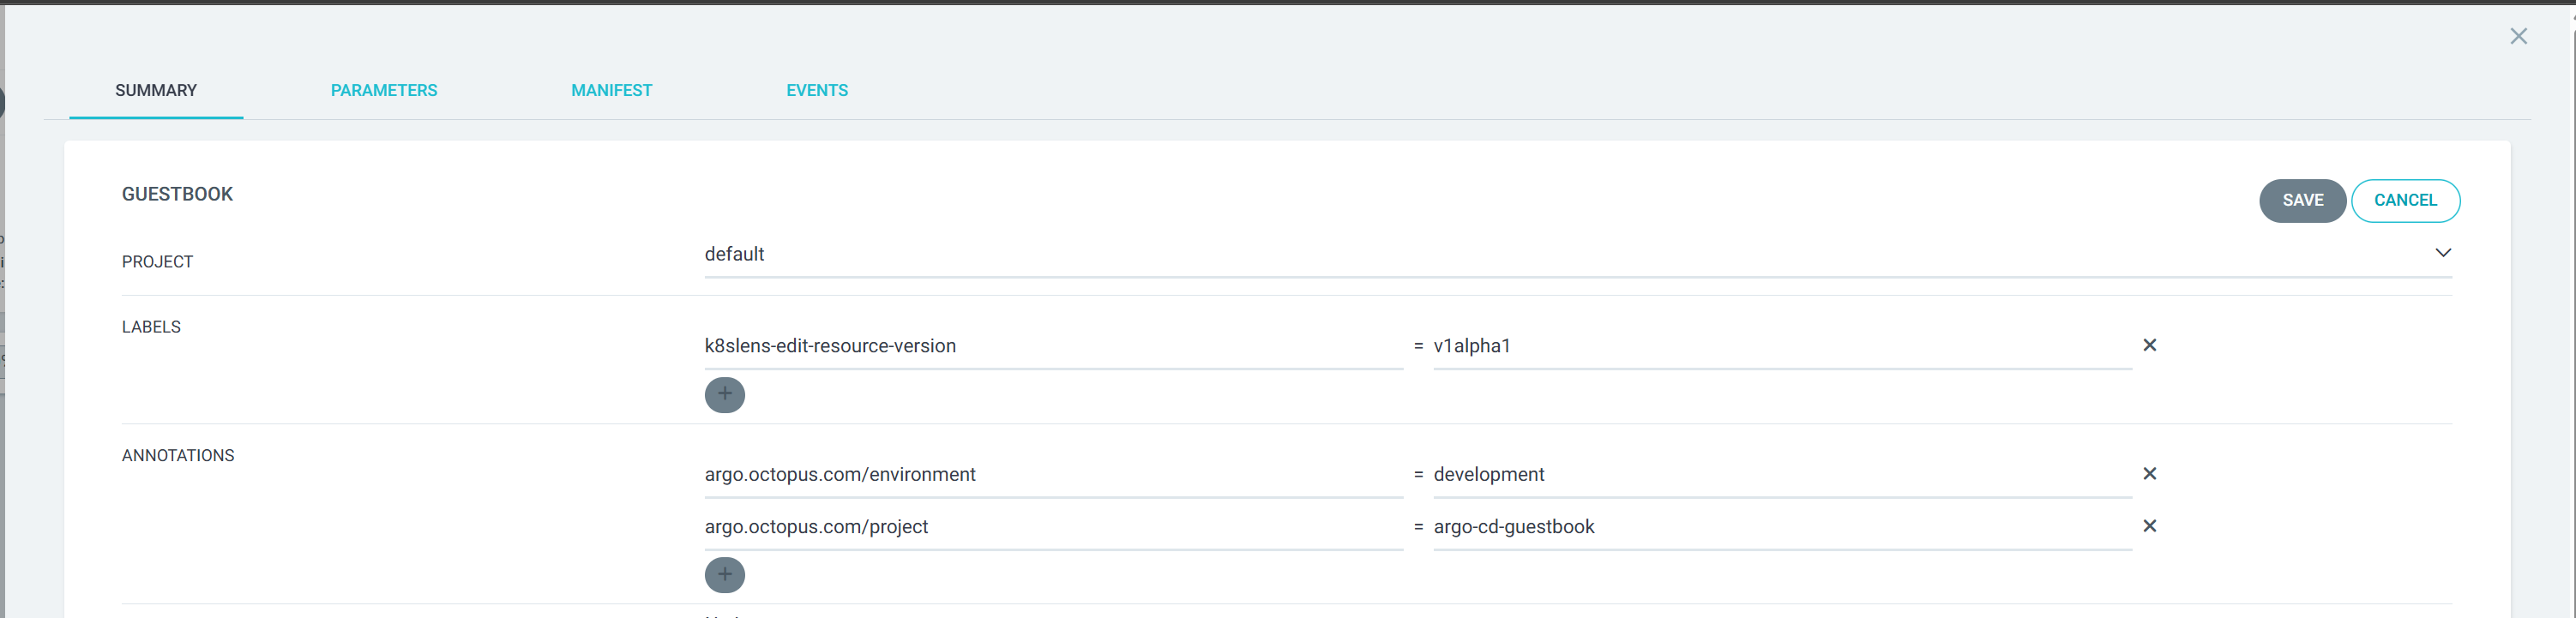 SUMMARY PARAMETERS MANIFEST EVENTS
GUESTBOOK
SAVE CANCEL
PROJECT default
LABELS
k8slens-edit-resource-version = v1alpha1
+
ANNOTATIONS
argo.octopus.com/environment = development
argo.octopus.com/project = argo-cd-guestbook
+